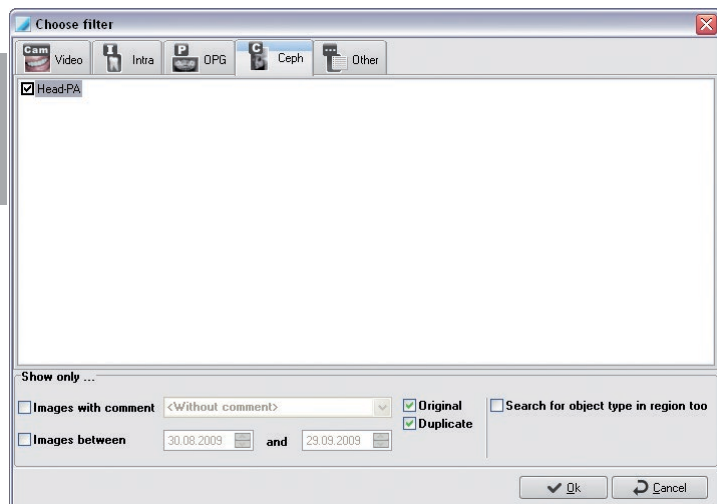 Choose filter
Cam Video I Intra P OPG C Ceph ... Other
Head-PA
Show only ...
Images with comment <Without comment> Original Search for object type in region too
Duplicate
Images between 30.08.2009 and 29.09.2009
Ok Cancel